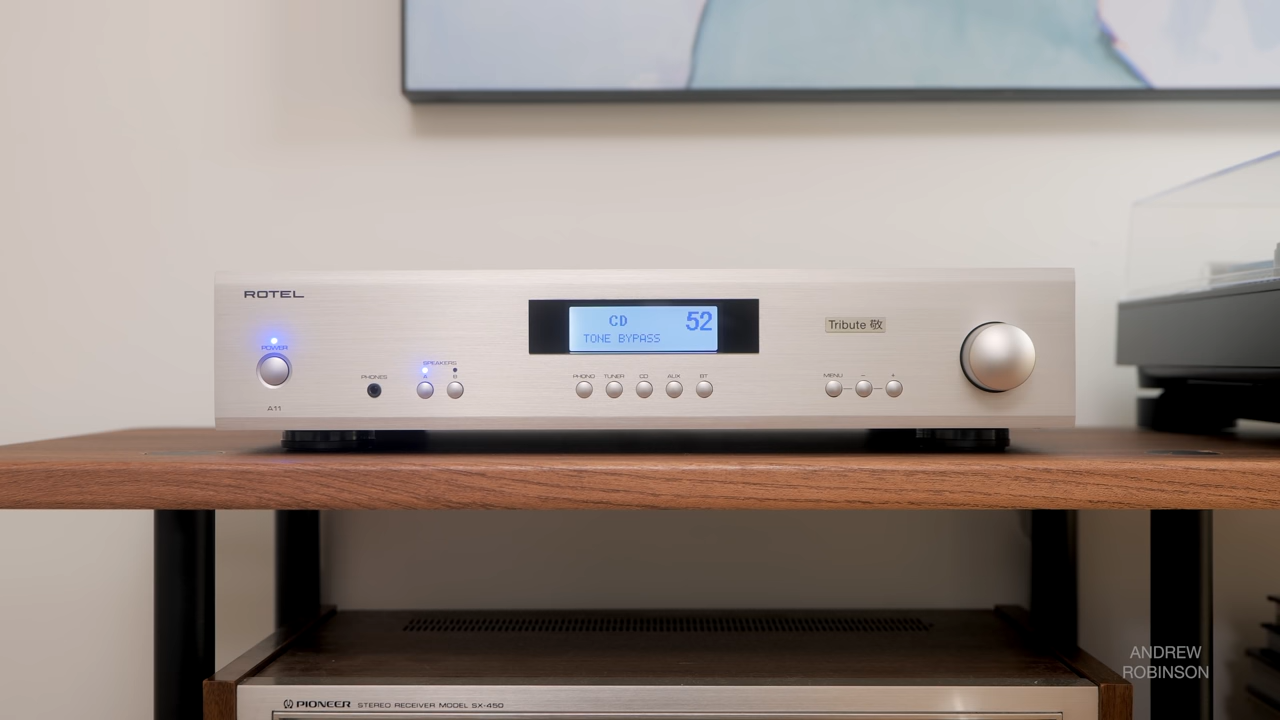 ROTEL
POWER
A11
PHONES
SPEAKERS
A B
CD 52
TONE BYPASS
PHONO TUNER CD AUX BT
Tribute 敬
MENU − +
PIONEER STEREO RECEIVER MODEL SX-450
ANDREW
ROBINSON